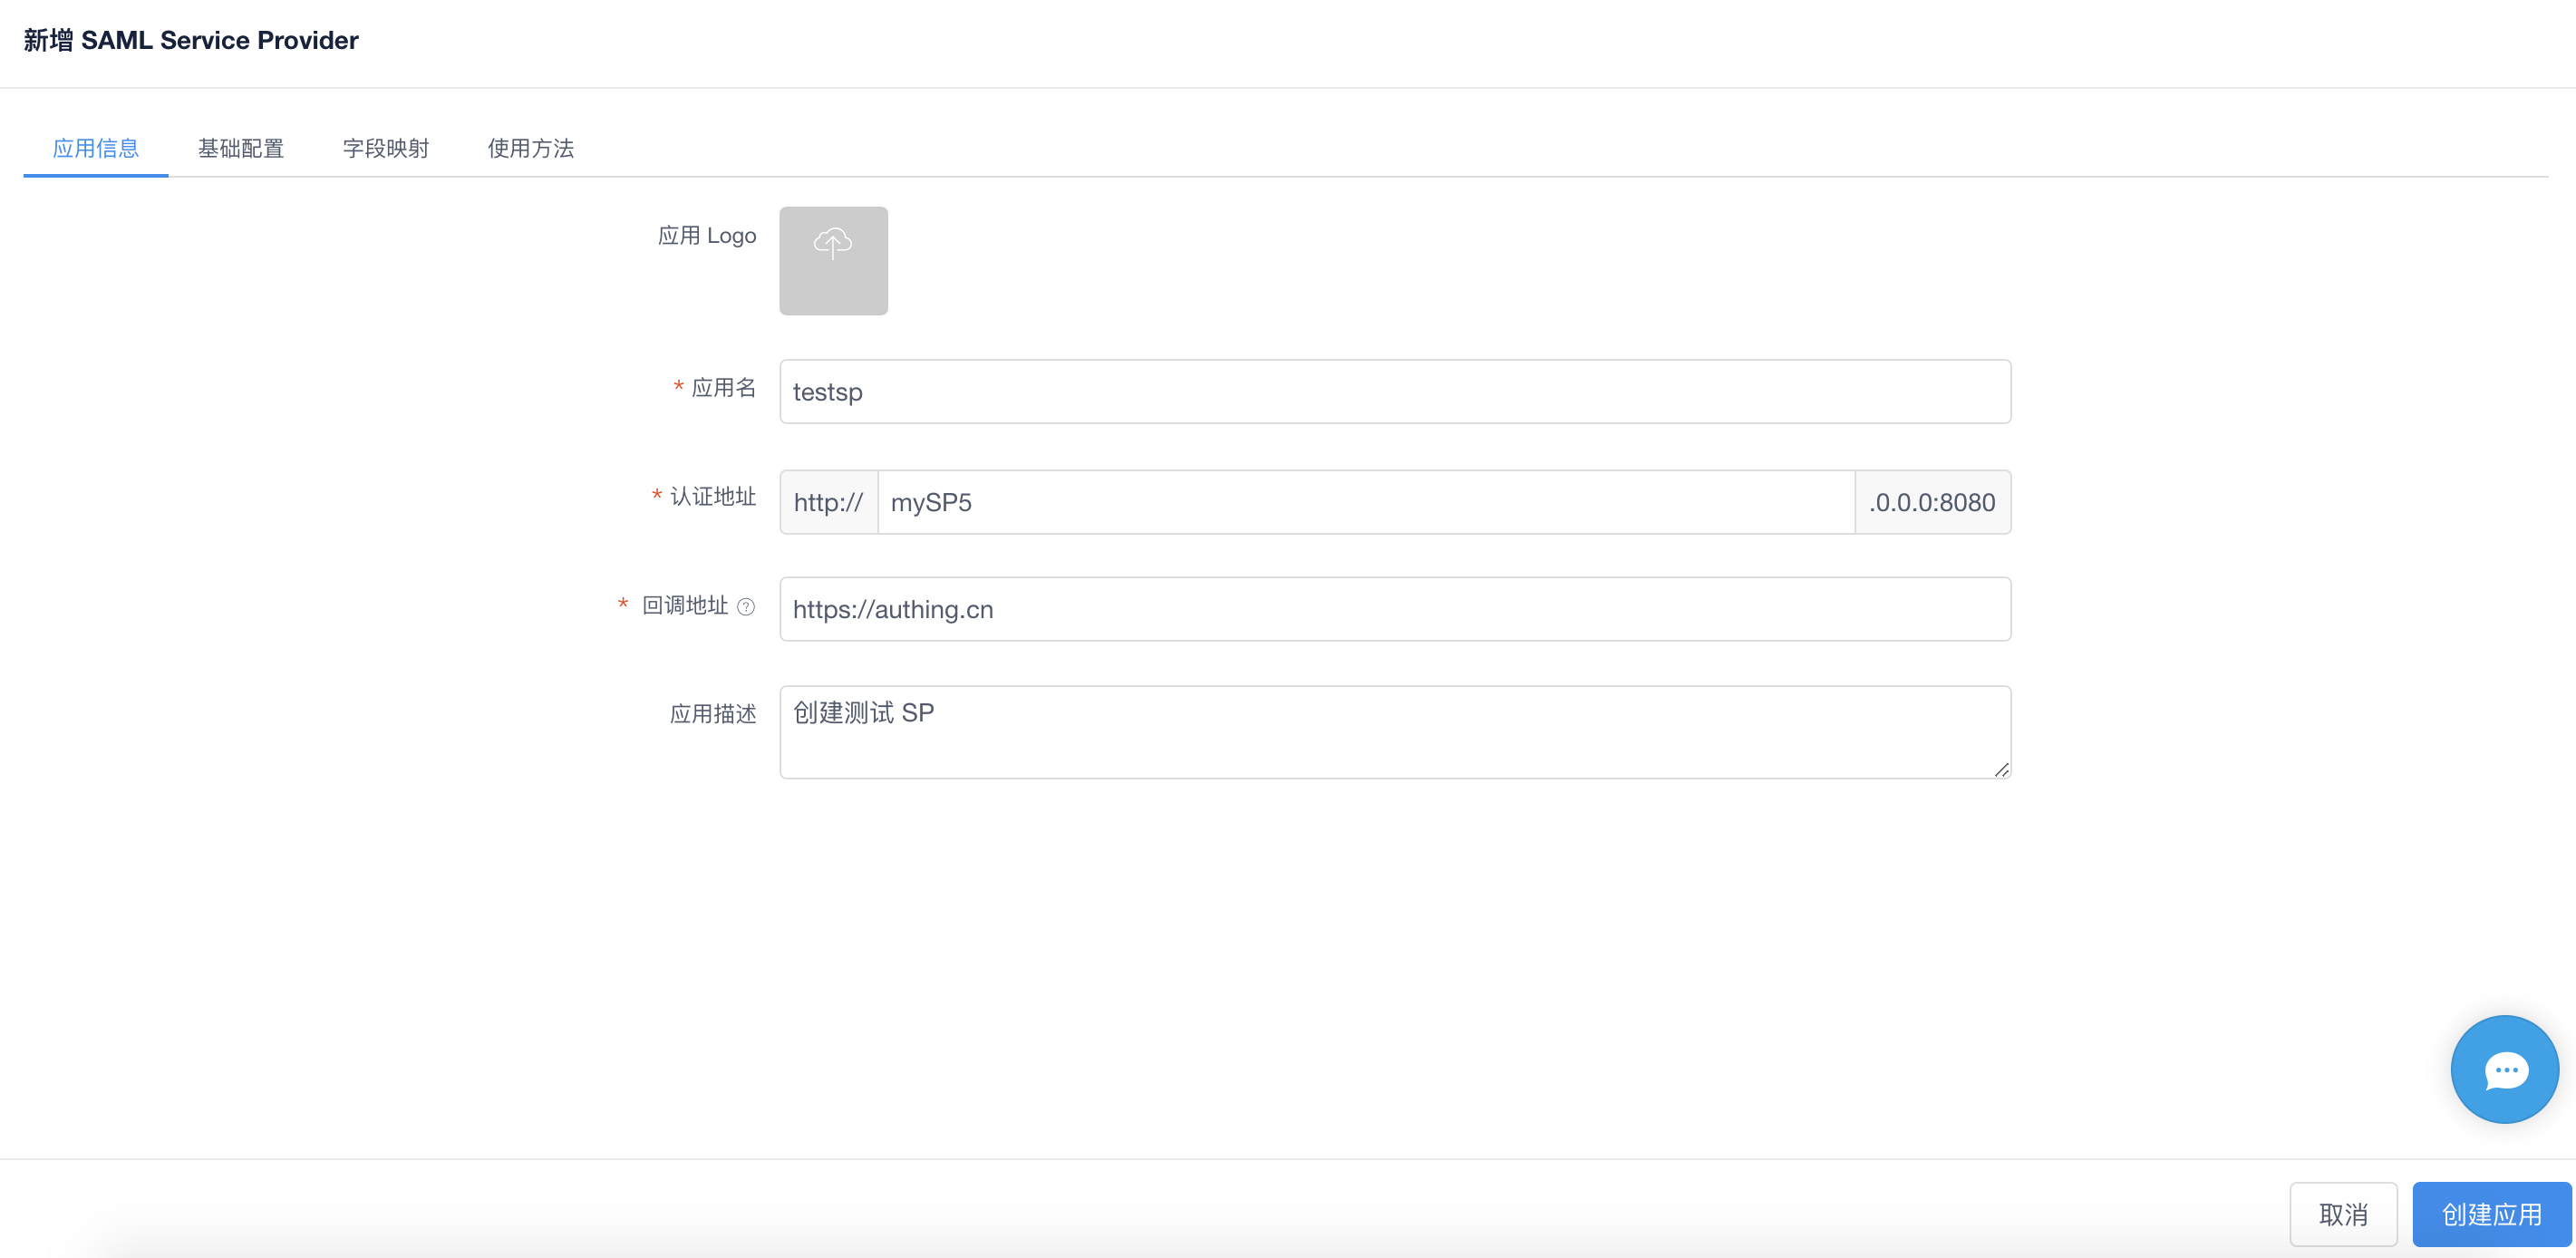 新增 SAML Service Provider
应用信息 基础配置 字段映射 使用方法
应用 Logo
* 应用名 testsp
* 认证地址 http:// mySP5 .0.0.0:8080
* 回调地址 ? https://authing.cn
应用描述 创建测试 SP
取消 创建应用